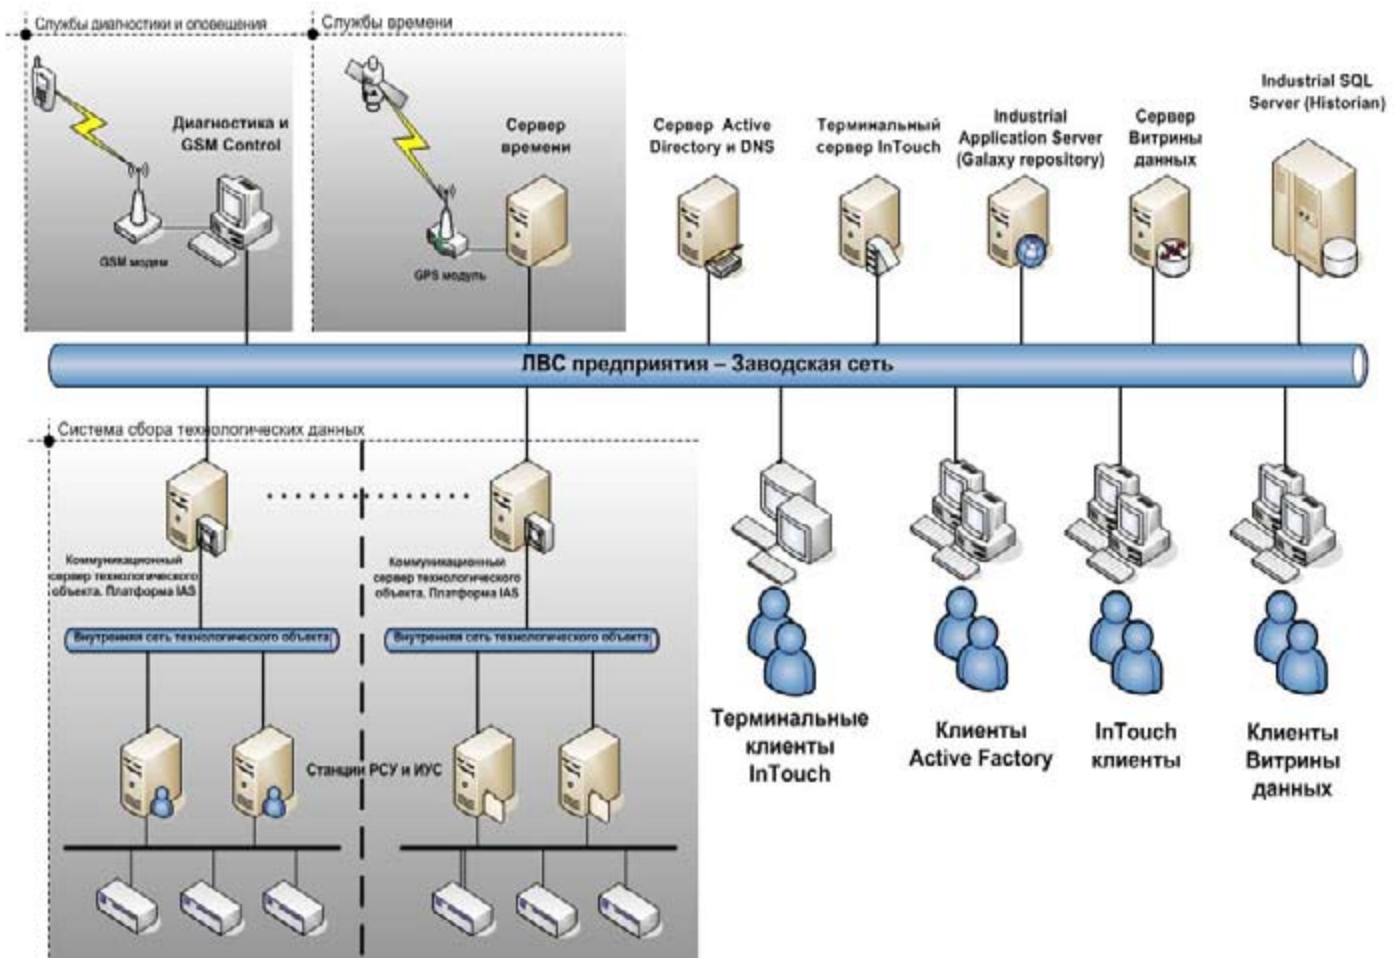 Службы диагностики и оповещения
Службы времени
Диагностика и
GSM Control
GSM модем
Сервер
времени
GPS модуль
Сервер Active
Directory и DNS
Терминальный
сервер InTouch
Industrial
Application Server
(Galaxy repository)
Сервер
Витрины
данных
Industrial SQL
Server (Historian)
ЛВС предприятия – Заводская сеть
Система сбора технологических данных
Коммуникационный
сервер технологического
объекта. Платформа IAS
Коммуникационный
сервер технологического
объекта. Платформа IAS
Внутренняя сеть технологического объекта
Внутренняя сеть технологического объекта
Станции РСУ и ИУС
Терминальные
клиенты
InTouch
Клиенты
Active Factory
InTouch
клиенты
Клиенты
Витрины
данных